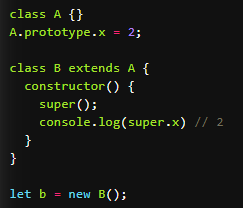 class A {}
A.prototype.x = 2;
class B extends A {
  constructor() {
    super();
    console.log(super.x) // 2
  }
}
let b = new B();